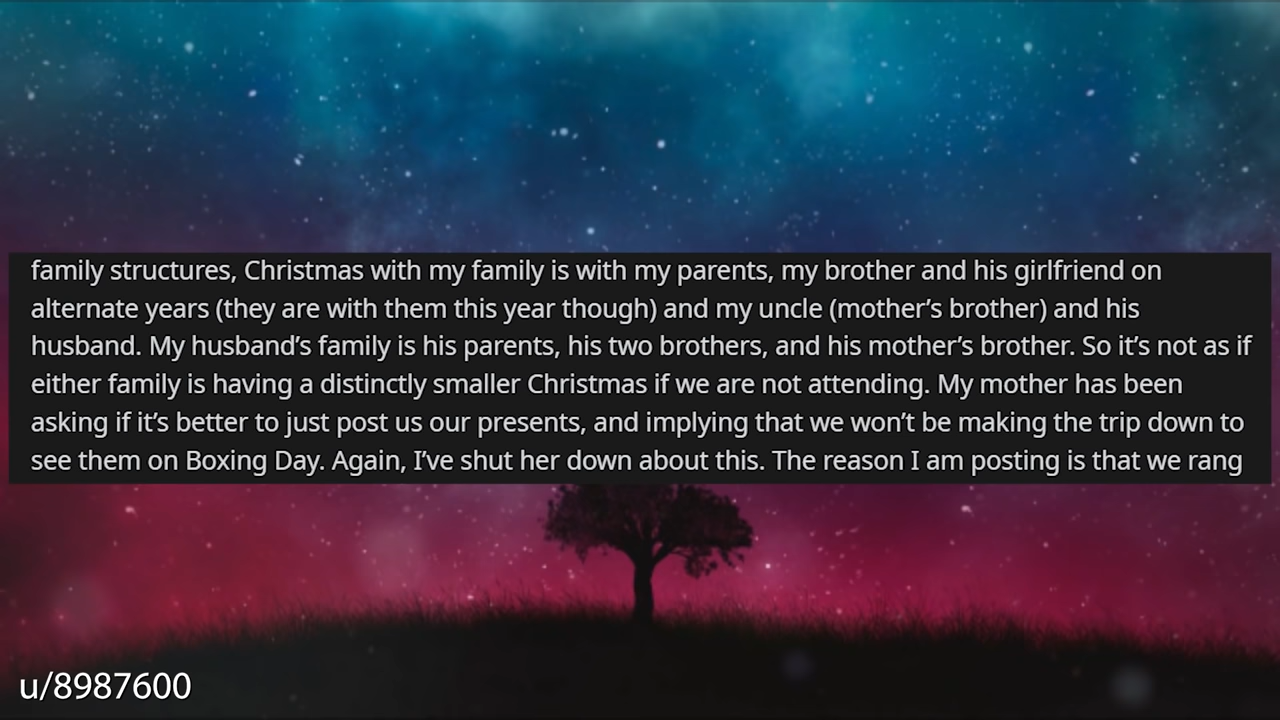 family structures, Christmas with my family is with my parents, my brother and his girlfriend on
alternate years (they are with them this year though) and my uncle (mother’s brother) and his
husband. My husband’s family is his parents, his two brothers, and his mother’s brother. So it’s not as if
either family is having a distinctly smaller Christmas if we are not attending. My mother has been
asking if it’s better to just post us our presents, and implying that we won’t be making the trip down to
see them on Boxing Day. Again, I’ve shut her down about this. The reason I am posting is that we rang
u/8987600